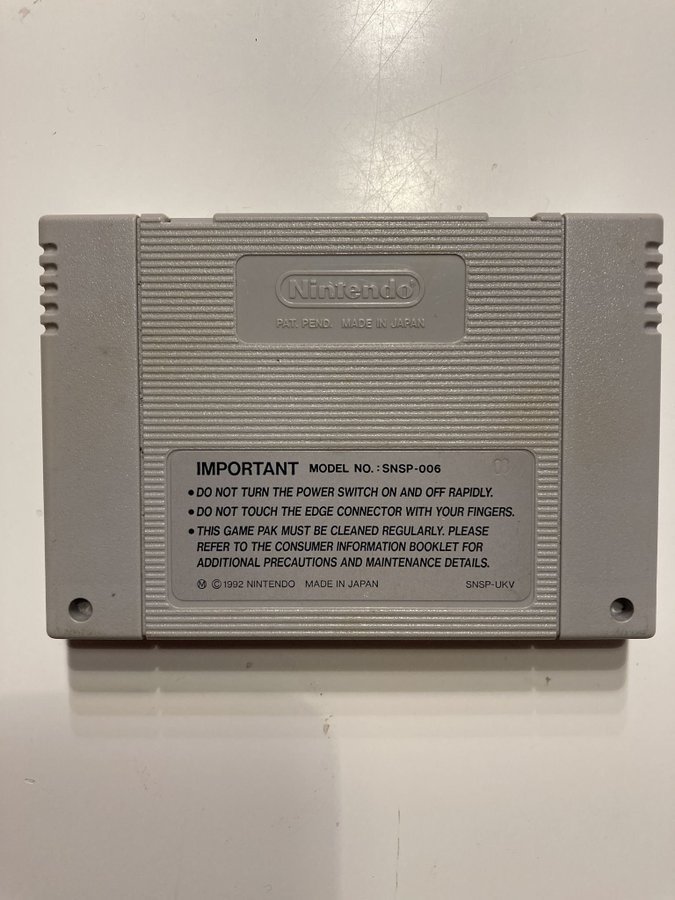 Nintendo
PAT. PEND. MADE IN JAPAN
IMPORTANT MODEL NO.: SNSP-006
• DO NOT TURN THE POWER SWITCH ON AND OFF RAPIDLY.
• DO NOT TOUCH THE EDGE CONNECTOR WITH YOUR FINGERS.
• THIS GAME PAK MUST BE CLEANED REGULARLY. PLEASE
REFER TO THE CONSUMER INFORMATION BOOKLET FOR
ADDITIONAL PRECAUTIONS AND MAINTENANCE DETAILS.
Ⓜ ©1992 NINTENDO MADE IN JAPAN SNSP-UKV